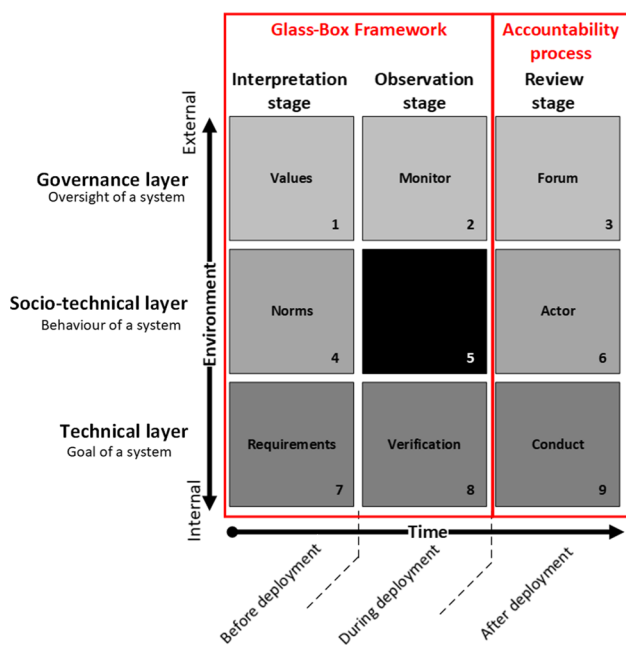 Glass-Box Framework
Accountability
process
Interpretation
stage
Observation
stage
Review
stage
External
Governance layer
Oversight of a system
Values
1
Monitor
2
Forum
3
Environment
Socio-technical layer
Behaviour of a system
Norms
4
5
Actor
6
Technical layer
Goal of a system
Requirements
7
Verification
8
Conduct
9
Internal
Time
Before deployment
During deployment
After deployment